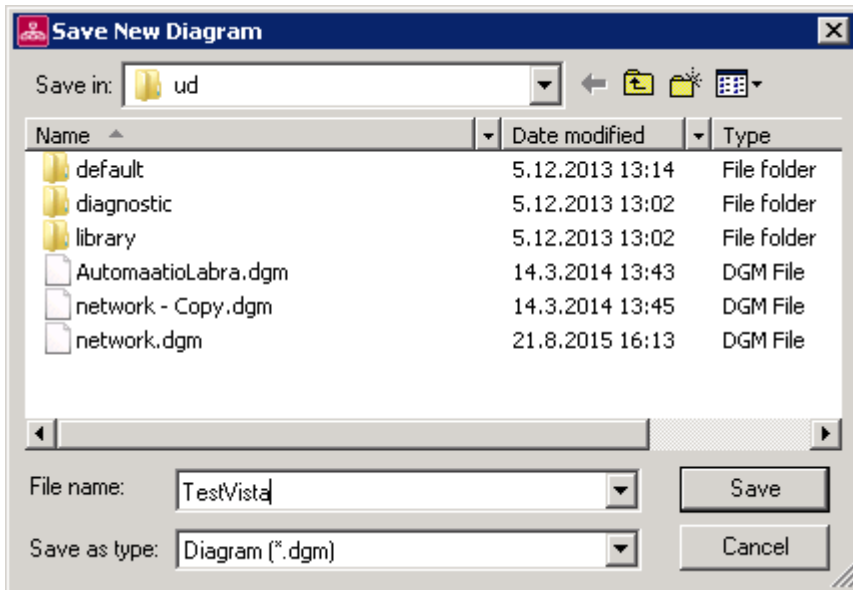 Save New Diagram
Save in: ud
Name Date modified Type
default 5.12.2013 13:14 File folder
diagnostic 5.12.2013 13:02 File folder
library 5.12.2013 13:02 File folder
AutomaatioLabra.dgm 14.3.2014 13:43 DGM File
network - Copy.dgm 14.3.2014 13:45 DGM File
network.dgm 21.8.2015 16:13 DGM File
File name: TestVista Save
Save as type: Diagram (*.dgm) Cancel